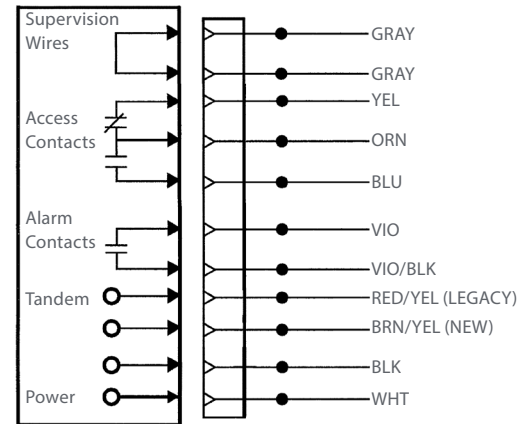 Supervision
Wires
GRAY
GRAY
YEL
Access
Contacts
ORN
BLU
Alarm
Contacts
VIO
VIO/BLK
Tandem
RED/YEL (LEGACY)
BRN/YEL (NEW)
BLK
Power
WHT